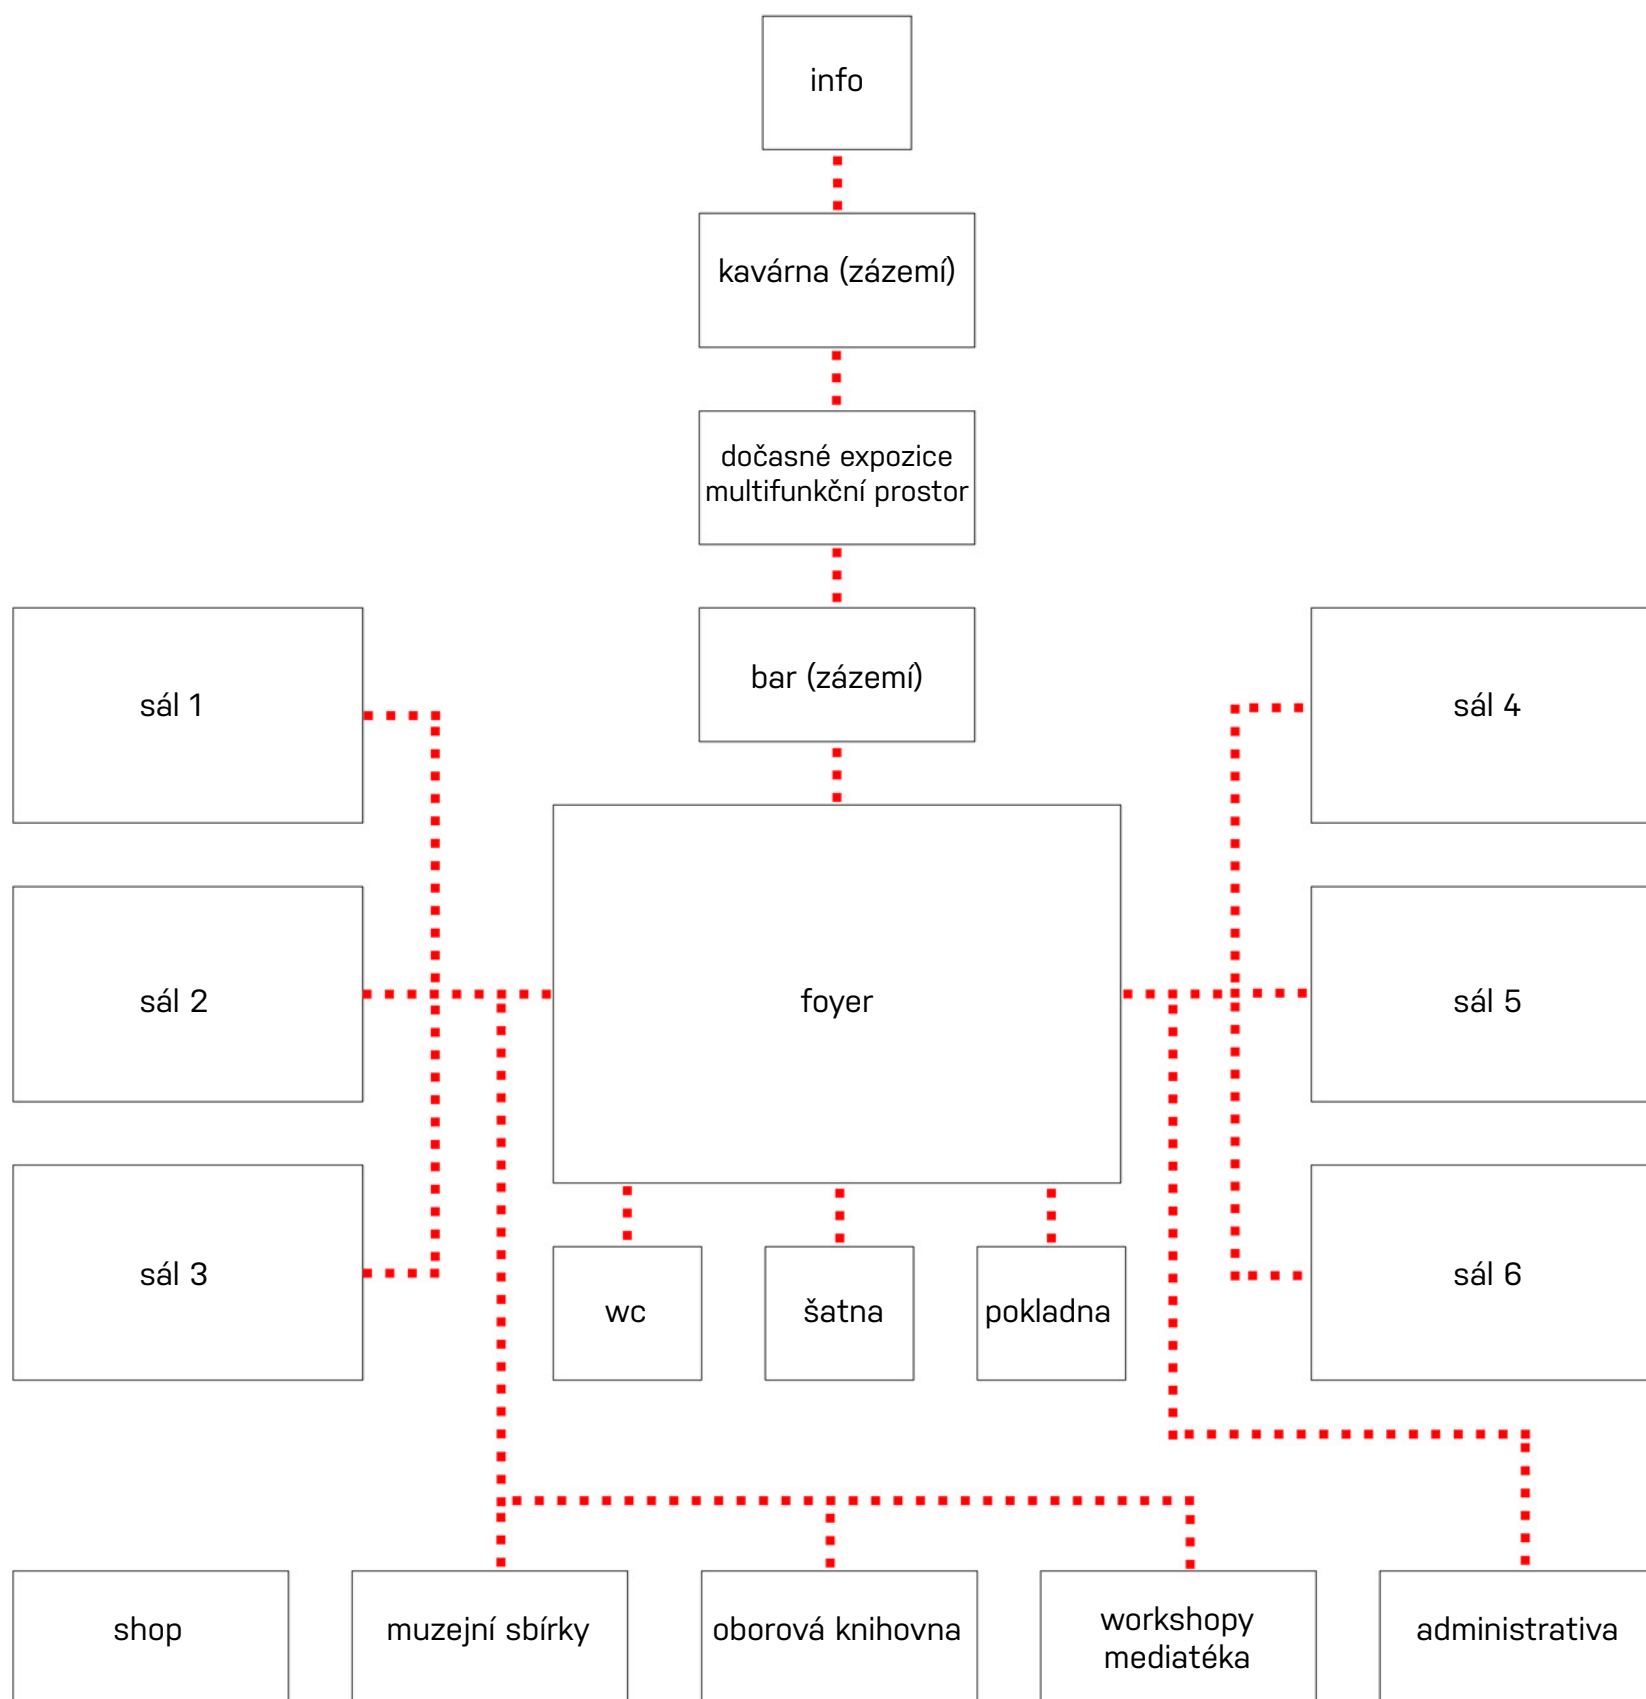 info
kavárna (zázemí)
dočasné expozice
multifunkční prostor
bar (zázemí)
sál 1
sál 4
sál 2
foyer
sál 5
sál 3
sál 6
wc
šatna
pokladna
shop
muzejní sbírky
oborová knihovna
workshopy
mediatéka
administrativa